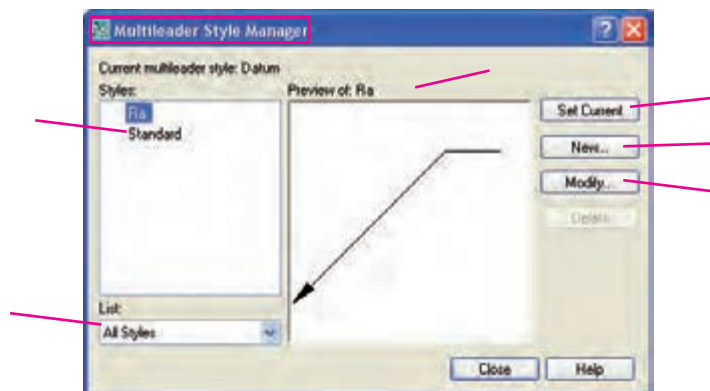 Multileader Style Manager
Current multileader style: Datum
Styles:
Preview of: Ra
Ra
Standard
Set Current
New...
Modify...
Delete
List:
All Styles
Close
Help